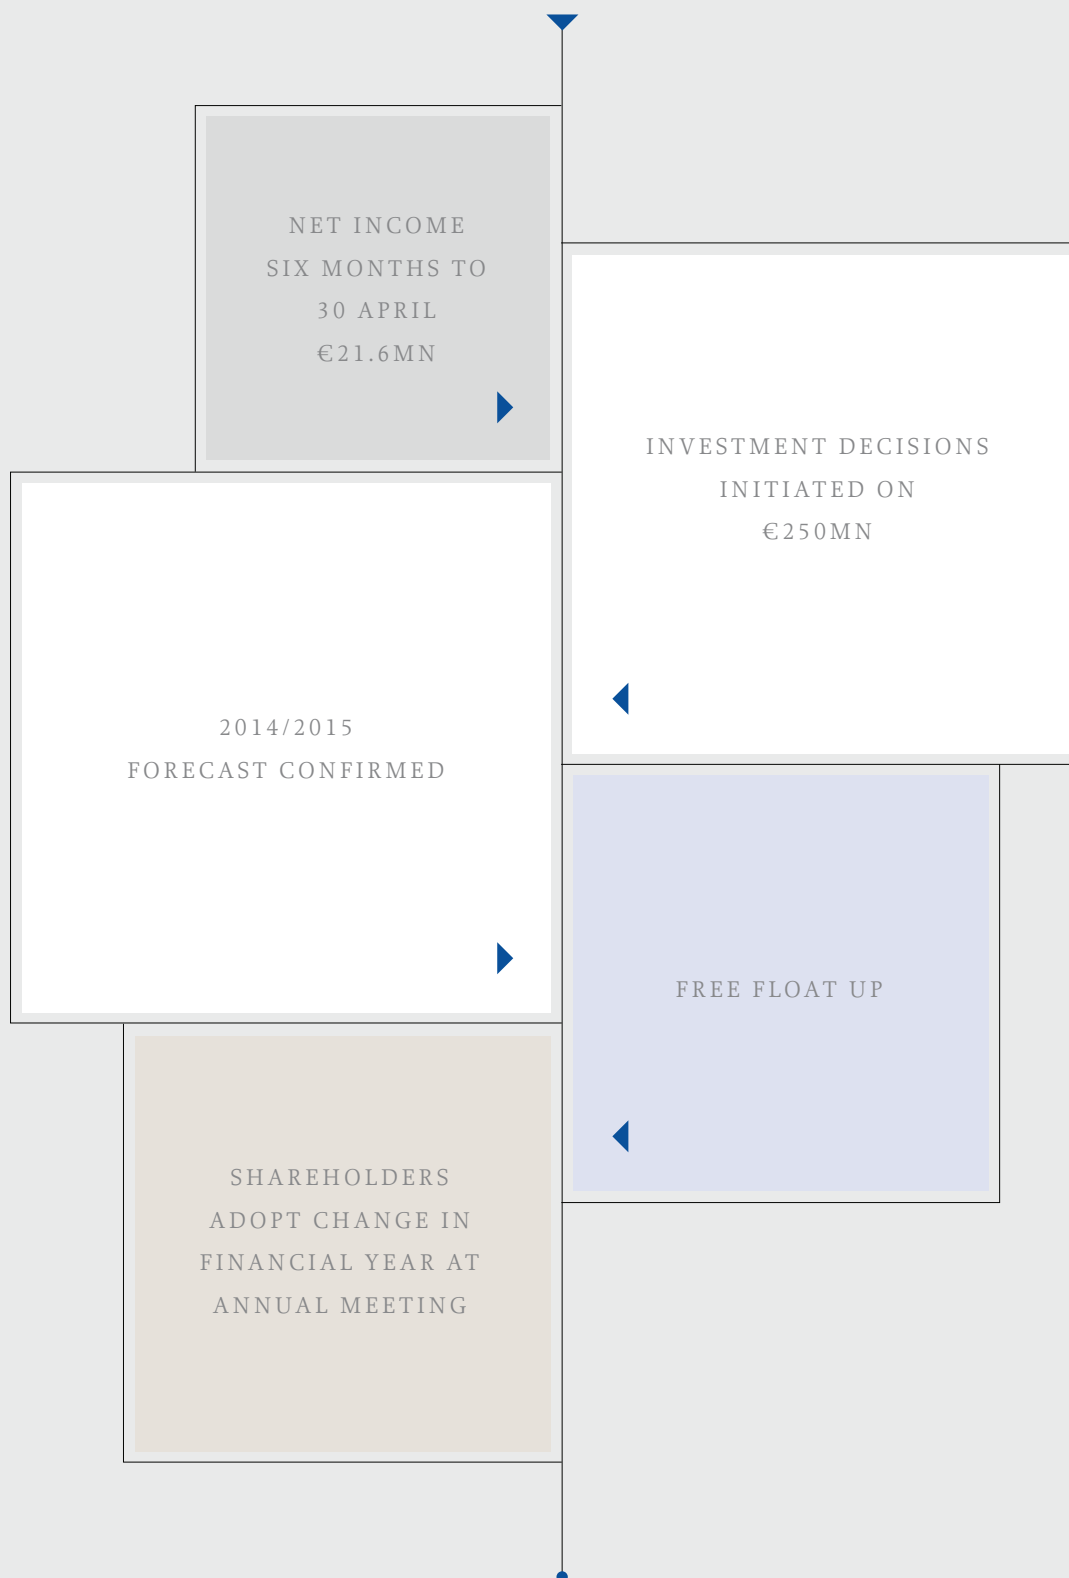 NET INCOME
SIX MONTHS TO
30 APRIL
€21.6MN
INVESTMENT DECISIONS
INITIATED ON
€250MN
2014/2015
FORECAST CONFIRMED
FREE FLOAT UP
SHAREHOLDERS
ADOPT CHANGE IN
FINANCIAL YEAR AT
ANNUAL MEETING